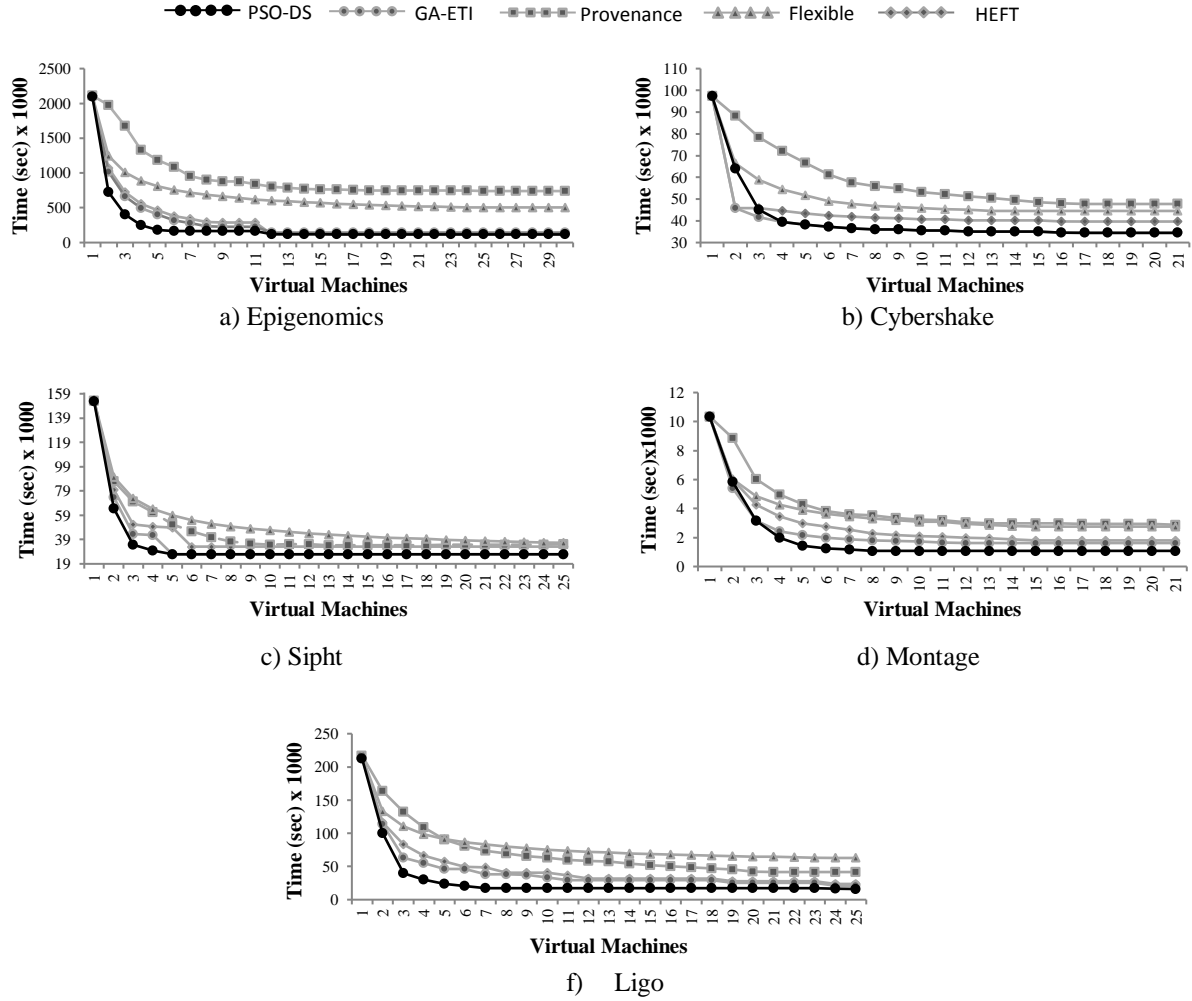 PSO-DS GA-ETI Provenance Flexible HEFT
Time (sec) x 1000
2500
2000
1500
1000
500
0
1 3 5 7 9 11 13 15 17 19 21 23 25 27 29
Virtual Machines
a) Epigenomics
Time (sec) x 1000
110
100
90
80
70
60
50
40
30
1 2 3 4 5 6 7 8 9 10 11 12 13 14 15 16 17 18 19 20 21
Virtual Machines
b) Cybershake
Time (sec) x 1000
159
139
119
99
79
59
39
19
1 2 3 4 5 6 7 8 9 10 11 12 13 14 15 16 17 18 19 20 21 22 23 24 25
Virtual Machines
c) Sipht
Time (sec)x1000
12
10
8
6
4
2
0
1 2 3 4 5 6 7 8 9 10 11 12 13 14 15 16 17 18 19 20 21
Virtual Machines
d) Montage
Time (sec) x 1000
250
200
150
100
50
0
1 2 3 4 5 6 7 8 9 10 11 12 13 14 15 16 17 18 19 20 21 22 23 24 25
Virtual Machines
f) Ligo